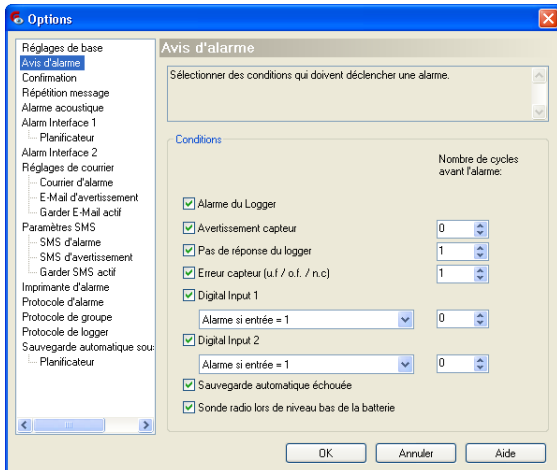 Options
Réglages de base
Avis d'alarme
Confirmation
Répétition message
Alarme acoustique
Alarm Interface 1
Planificateur
Alarm Interface 2
Réglages de courrier
Courrier d'alarme
E-Mail d'avertissement
Garder E-Mail actif
Paramètres SMS
SMS d'alarme
SMS d'avertissement
Garder SMS actif
Imprimante d'alarme
Protocole d'alarme
Protocole de groupe
Protocole de logger
Sauvegarde automatique sou
Planificateur
Avis d'alarme
Sélectionner des conditions qui doivent déclencher une alarme.
Conditions
Nombre de cycles
avant l'alarme:
Alarme du Logger
Avertissement capteur 0
Pas de réponse du logger 1
Erreur capteur (u.f / o.f. / n.c) 1
Digital Input 1
Alarme si entrée = 1 0
Digital Input 2
Alarme si entrée = 1 0
Sauvegarde automatique échouée
Sonde radio lors de niveau bas de la batterie
OK Annuler Aide